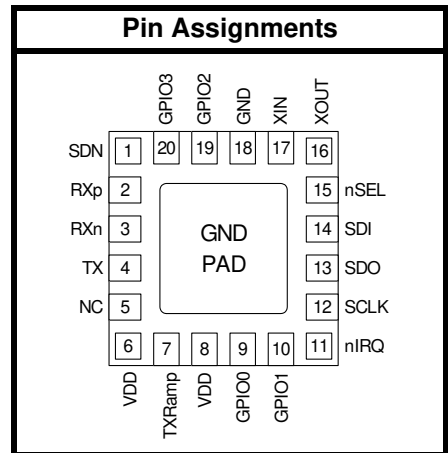 Pin Assignments
GPIO3
GPIO2
GND
XIN
XOUT
SDN 1 20 19 18 17 16
RXp 2 15 nSEL
RXn 3 GND 14 SDI
TX 4 PAD 13 SDO
NC 5 12 SCLK
6 7 8 9 10 11 nIRQ
VDD
TXRamp
VDD
GPIO0
GPIO1